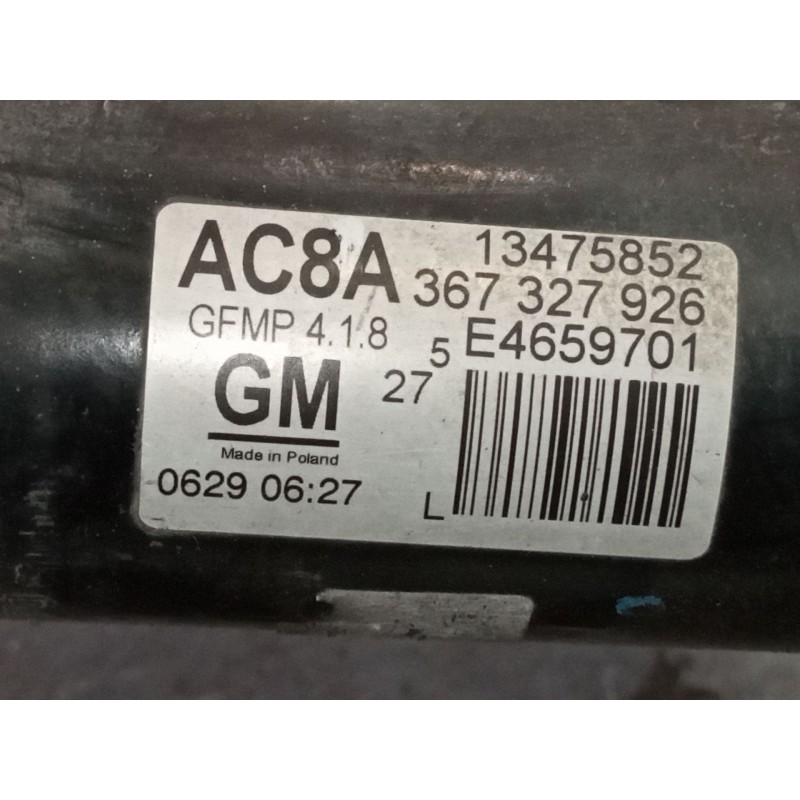 AC8A 13475852
367 327 926
GFMP 4.1.8 5 E4659701
GM 27
Made in Poland
0629 06:27 L